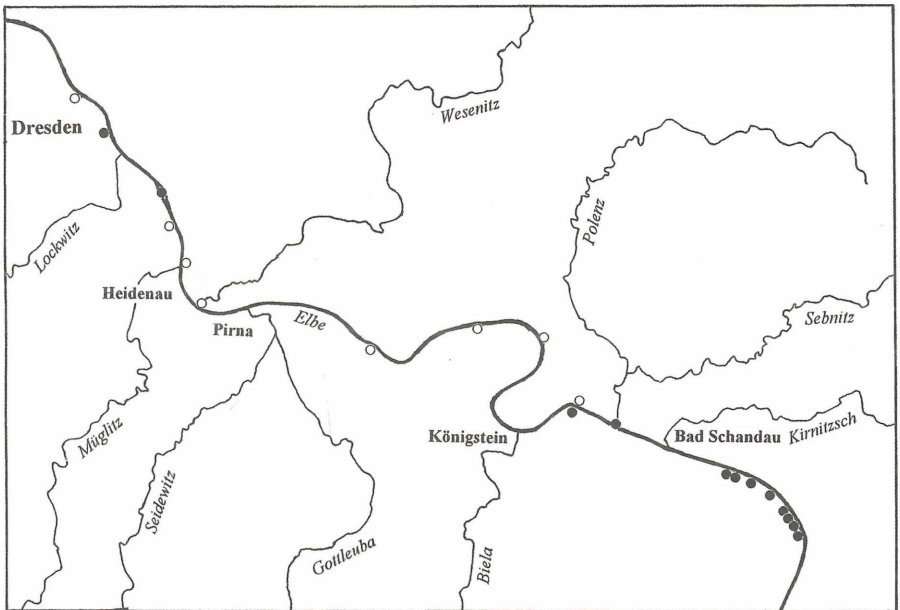 Wesenitz
Dresden
Polenz
Lockwitz
Heidenau
Pirna
Elbe
Sebnitz
Müglitz
Königstein
Bad Schandau
Kirnitzsch
Seidewitz
Gottleuba
Biela